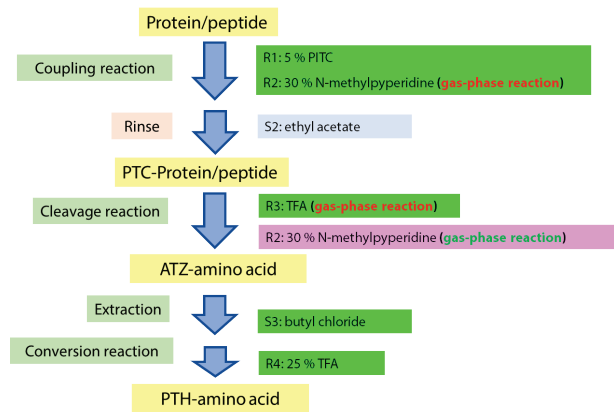 Protein/peptide
Coupling reaction
R1: 5 % PITC
R2: 30 % N-methylpyperidine (gas-phase reaction)
Rinse
S2: ethyl acetate
PTC-Protein/peptide
Cleavage reaction
R3: TFA (gas-phase reaction)
R2: 30 % N-methylpyperidine (gas-phase reaction)
ATZ-amino acid
Extraction
S3: butyl chloride
Conversion reaction
R4: 25 % TFA
PTH-amino acid